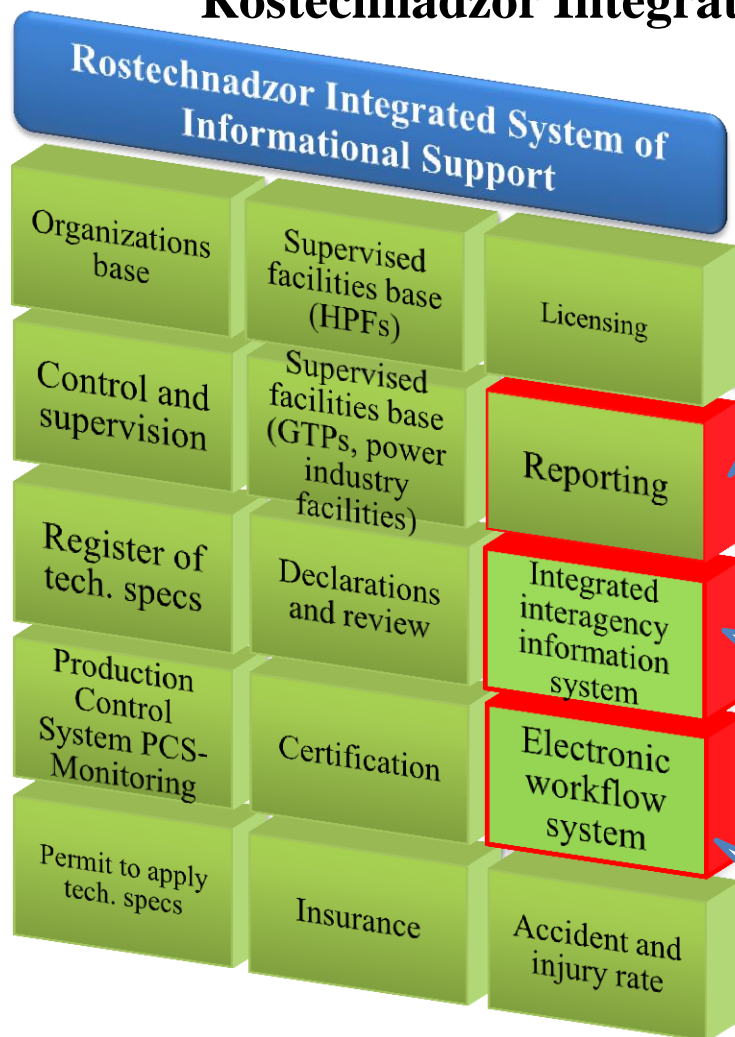 Rostechnadzor Integrat
Rostechnadzor Integrated System of
Informational Support
Organizations
base
Supervised
facilities base
(HPFs)
Licensing
Control and
supervision
Supervised
facilities base
(GTPs, power
industry
facilities)
Reporting
Register of
tech. specs
Declarations
and review
Integrated
interagency
information
system
Production
Control
System PCS-
Monitoring
Certification
Electronic
workflow
system
Permit to apply
tech. specs
Insurance
Accident and
injury rate